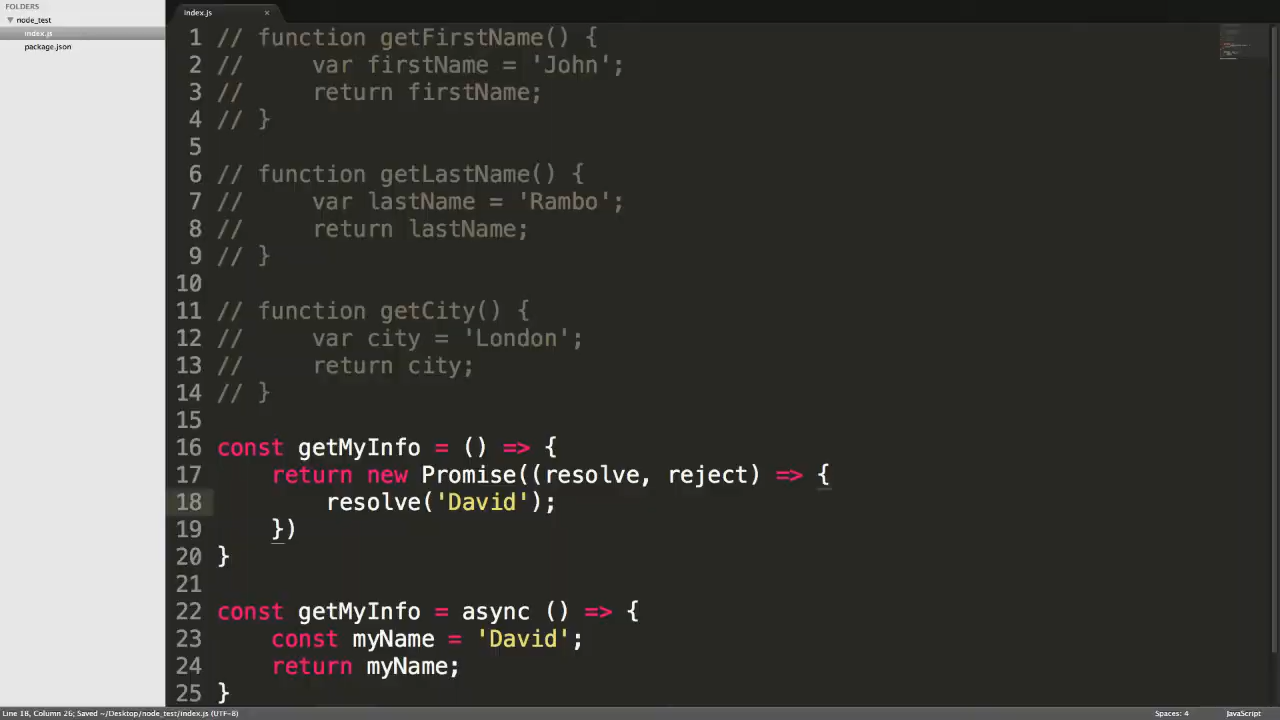 FOLDERS
node_test
index.js
package.json
index.js ×
1 // function getFirstName() {
2 //     var firstName = 'John';
3 //     return firstName;
4 // }
5
6 // function getLastName() {
7 //     var lastName = 'Rambo';
8 //     return lastName;
9 // }
10
11 // function getCity() {
12 //     var city = 'London';
13 //     return city;
14 // }
15
16 const getMyInfo = () => {
17     return new Promise((resolve, reject) => {
18         resolve('David');
19     })
20 }
21
22 const getMyInfo = async () => {
23     const myName = 'David';
24     return myName;
25 }
Line 18, Column 26; Saved ~/Desktop/node_test/index.js (UTF-8) Spaces: 4 JavaScript